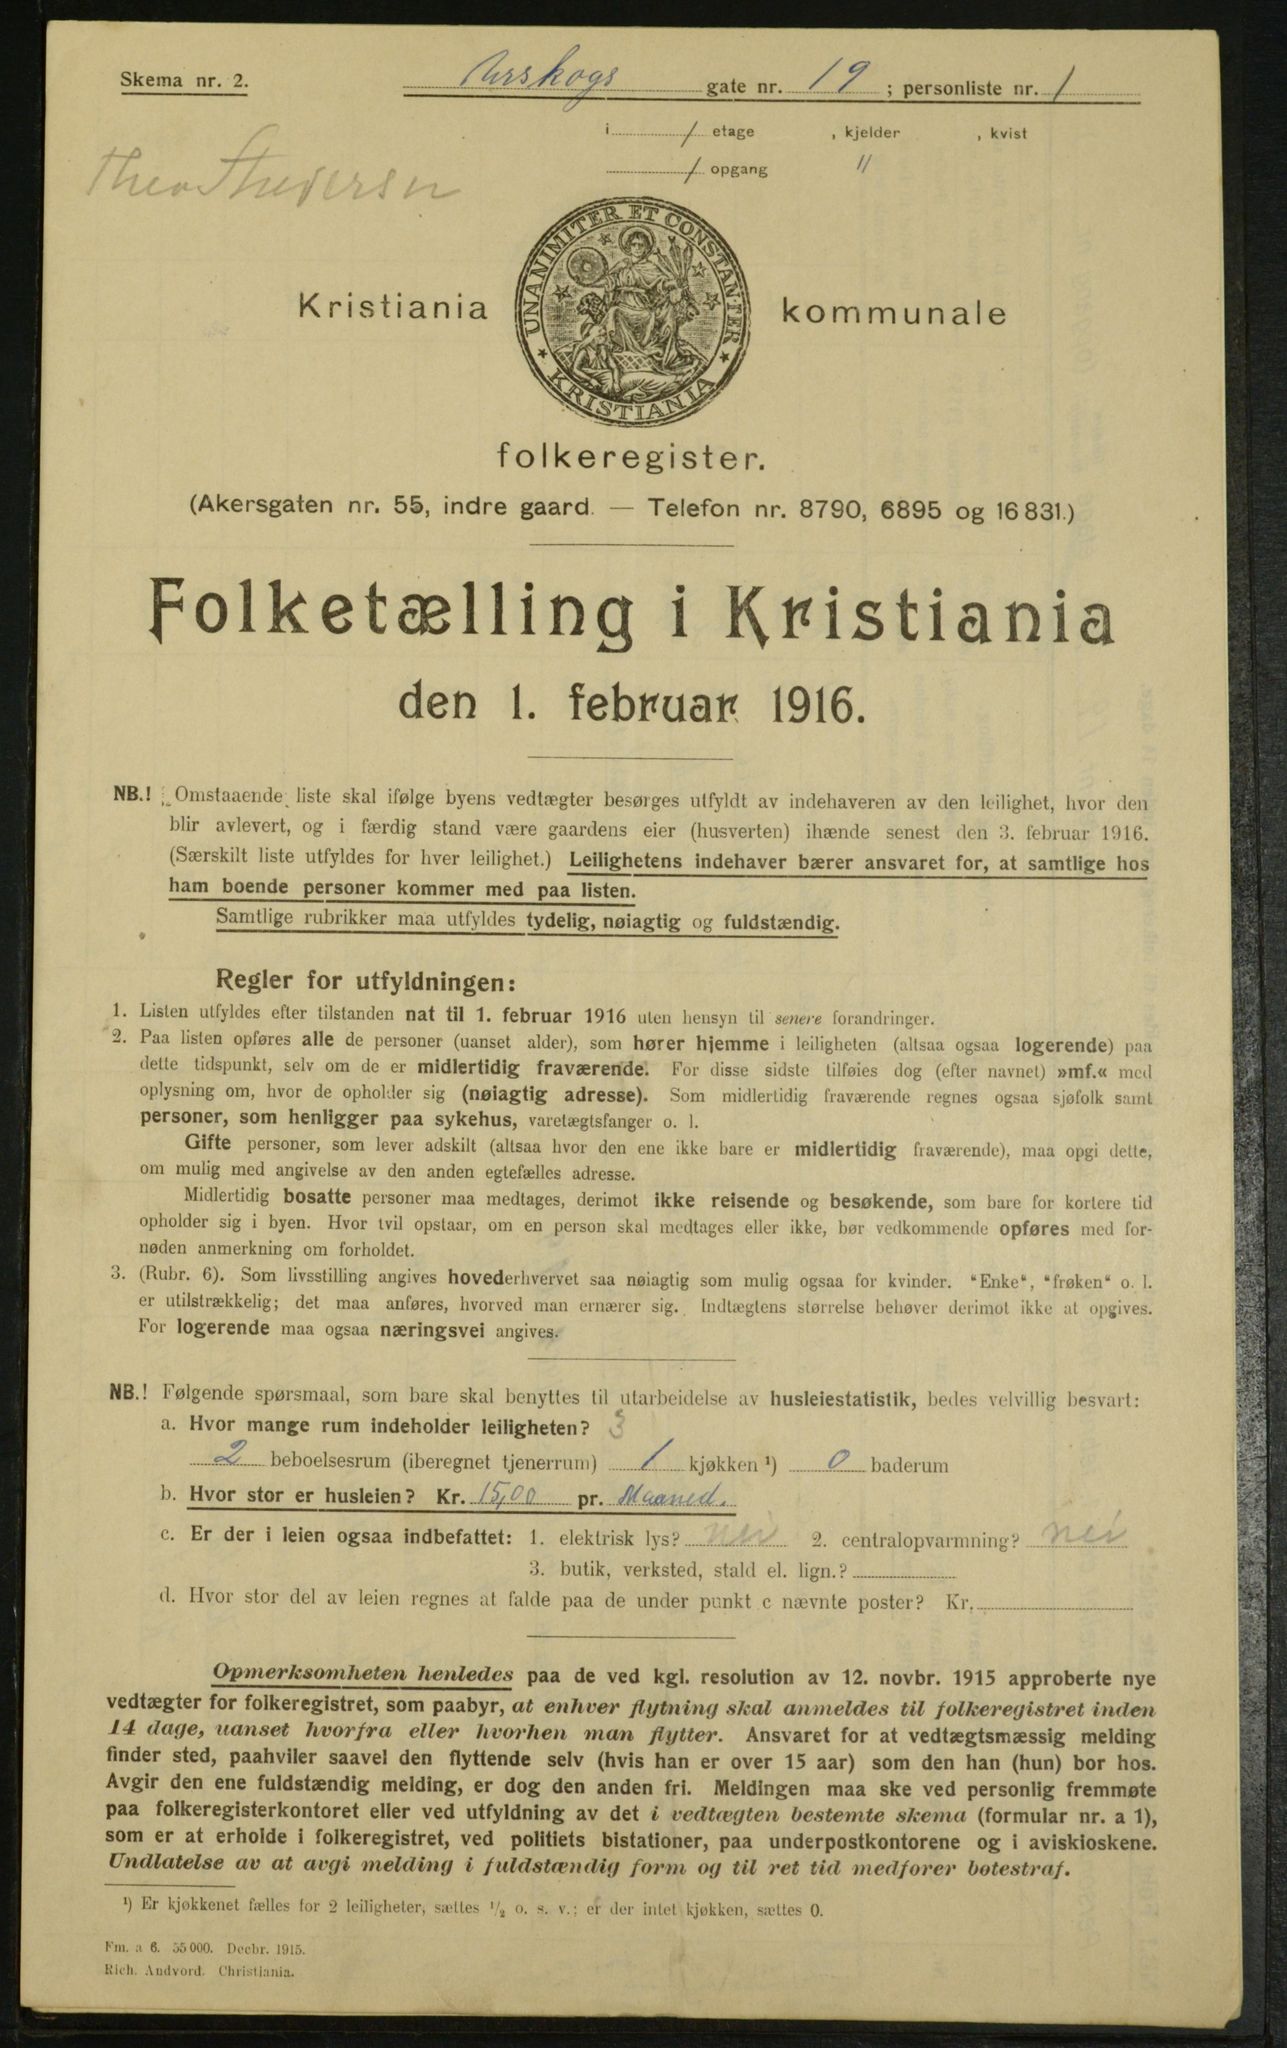 Skema nr. 2.
Urskogs gate nr. 19 ; personliste nr. 1
i 1 etage , kjelder , kvist
1 opgang "
UNANIMITER ET CONSTANTER
KRISTIANIA
Kristiania kommunale
folkeregister.
(Akersgaten nr. 55, indre gaard. — Telefon nr. 8790, 6895 og 16 831.)
Folketælling i Kristiania
den 1. februar 1916.
NB.! Omstaaende liste skal ifølge byens vedtægter besørges utfyldt av indehaveren av den leilighet, hvor den
blir avlevert, og i færdig stand være gaardens eier (husverten) ihænde senest den 3. februar 1916.
(Særskilt liste utfyldes for hver leilighet.) Leilighetens indehaver bærer ansvaret for, at samtlige hos
ham boende personer kommer med paa listen.
Samtlige rubrikker maa utfyldes tydelig, nøiagtig og fuldstændig.
Regler for utfyldningen:
1. Listen utfyldes efter tilstanden nat til 1. februar 1916 uten hensyn til senere forandringer.
2. Paa listen opføres alle de personer (uanset alder), som hører hjemme i leiligheten (altsaa ogsaa logerende) paa
dette tidspunkt, selv om de er midlertidig fraværende. For disse sidste tilføies dog (efter navnet) »mf.« med
oplysning om, hvor de opholder sig (nøiagtig adresse). Som midlertidig fraværende regnes ogsaa sjøfolk samt
personer, som henligger paa sykehus, varetægtsfanger o. l.
Gifte personer, som lever adskilt (altsaa hvor den ene ikke bare er midlertidig fraværende), maa opgi dette,
om mulig med angivelse av den anden egtefælles adresse.
Midlertidig bosatte personer maa medtages, derimot ikke reisende og besøkende, som bare for kortere tid
opholder sig i byen. Hvor tvil opstaar, om en person skal medtages eller ikke, bør vedkommende opføres med for-
nøden anmerkning om forholdet.
3. (Rubr. 6). Som livsstilling angives hovederhvervet saa nøiagtig som mulig ogsaa for kvinder. "Enke", "frøken" o. l.
er utilstrækkelig; det maa anføres, hvorved man ernærer sig. Indtægtens størrelse behøver derimot ikke at opgives.
For logerende maa ogsaa næringsvei angives.
NB.! Følgende spørsmaal, som bare skal benyttes til utarbeidelse av husleiestatistik, bedes velvillig besvart:
a. Hvor mange rum indeholder leiligheten? 3
2 beboelsesrum (iberegnet tjenerrum) 1 kjøkken ¹) 0 baderum
b. Hvor stor er husleien? Kr. 15,00 pr. Maaned.
c. Er der i leien ogsaa indbefattet: 1. elektrisk lys? nei 2. centralopvarmning? nei
3. butik, verksted, stald el. lign.?
d. Hvor stor del av leien regnes at falde paa de under punkt c nævnte poster? Kr.
Opmerksomheten henledes paa de ved kgl. resolution av 12. novbr. 1915 approberte nye
vedtægter for folkeregistret, som paabyr, at enhver flytning skal anmeldes til folkeregistret inden
14 dage, uanset hvorfra eller hvorhen man flytter. Ansvaret for at vedtægtsmæssig melding
finder sted, paahviler saavel den flyttende selv (hvis han er over 15 aar) som den han (hun) bor hos.
Avgir den ene fuldstændig melding, er dog den anden fri. Meldingen maa ske ved personlig fremmøte
paa folkeregisterkontoret eller ved utfyldning av det i vedtægten bestemte skema (formular nr. a 1),
som er at erholde i folkeregistret, ved politiets bistationer, paa underpostkontorene og i aviskioskene.
Undlatelse av at avgi melding i fuldstændig form og til ret tid medfører bøtestraf.
¹) Er kjøkkenet fælles for 2 leiligheter, sættes ½ o. s. v.; er der intet kjøkken, sættes 0.
Fm. a 6. 55 000. Decbr. 1915.
Rich. Andvord. Christiania.